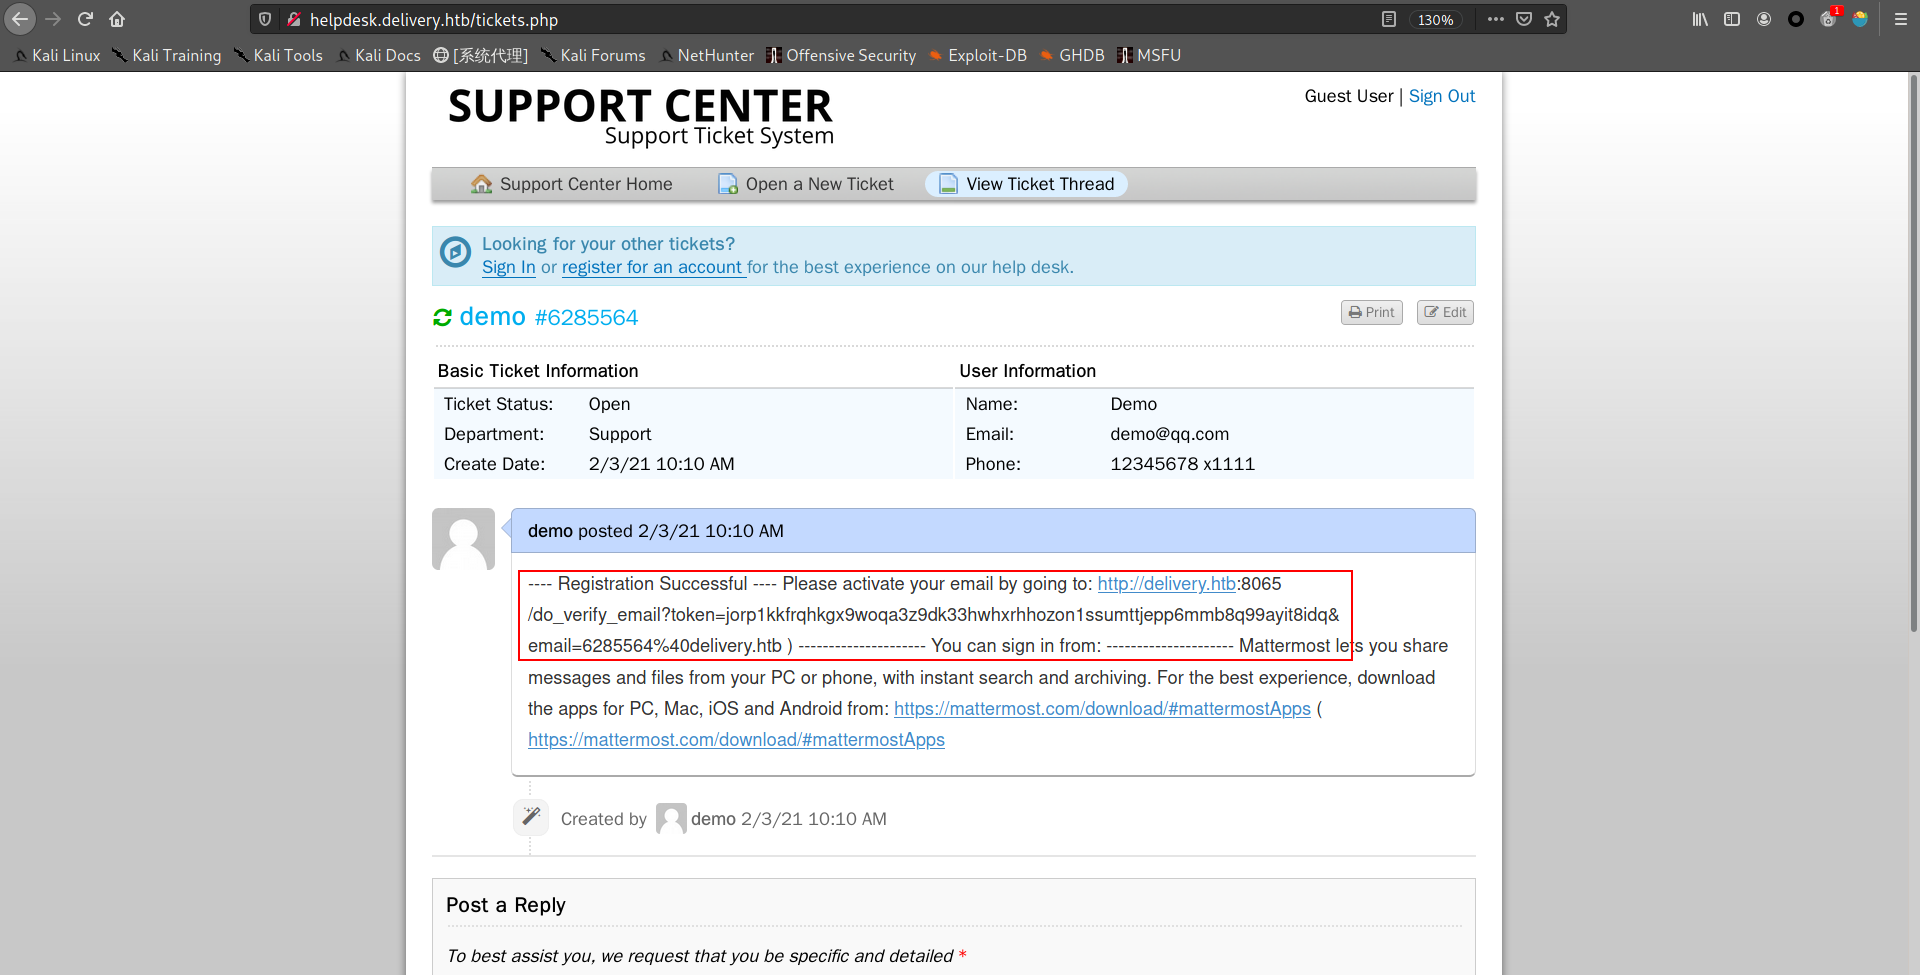 helpdesk.delivery.htb/tickets.php 130% 1
Kali Linux Kali Training Kali Tools Kali Docs [系统代理] Kali Forums NetHunter Offensive Security Exploit-DB GHDB MSFU
SUPPORT CENTER
Support Ticket System
Guest User | Sign Out
Support Center Home Open a New Ticket View Ticket Thread
Looking for your other tickets?
Sign In or register for an account for the best experience on our help desk.
demo #6285564 Print Edit
Basic Ticket Information
Ticket Status: Open
Department: Support
Create Date: 2/3/21 10:10 AM
User Information
Name: Demo
Email: demo@qq.com
Phone: 12345678 x1111
demo posted 2/3/21 10:10 AM
---- Registration Successful ---- Please activate your email by going to: http://delivery.htb:8065
/do_verify_email?token=jorp1kkfrqhkgx9woqa3z9dk33hwhxrhhozon1ssumttjepp6mmb8q99ayit8idq&
email=6285564%40delivery.htb ) --------------------- You can sign in from: --------------------- Mattermost lets you share
messages and files from your PC or phone, with instant search and archiving. For the best experience, download
the apps for PC, Mac, iOS and Android from: https://mattermost.com/download/#mattermostApps (
https://mattermost.com/download/#mattermostApps
Created by demo 2/3/21 10:10 AM
Post a Reply
To best assist you, we request that you be specific and detailed *